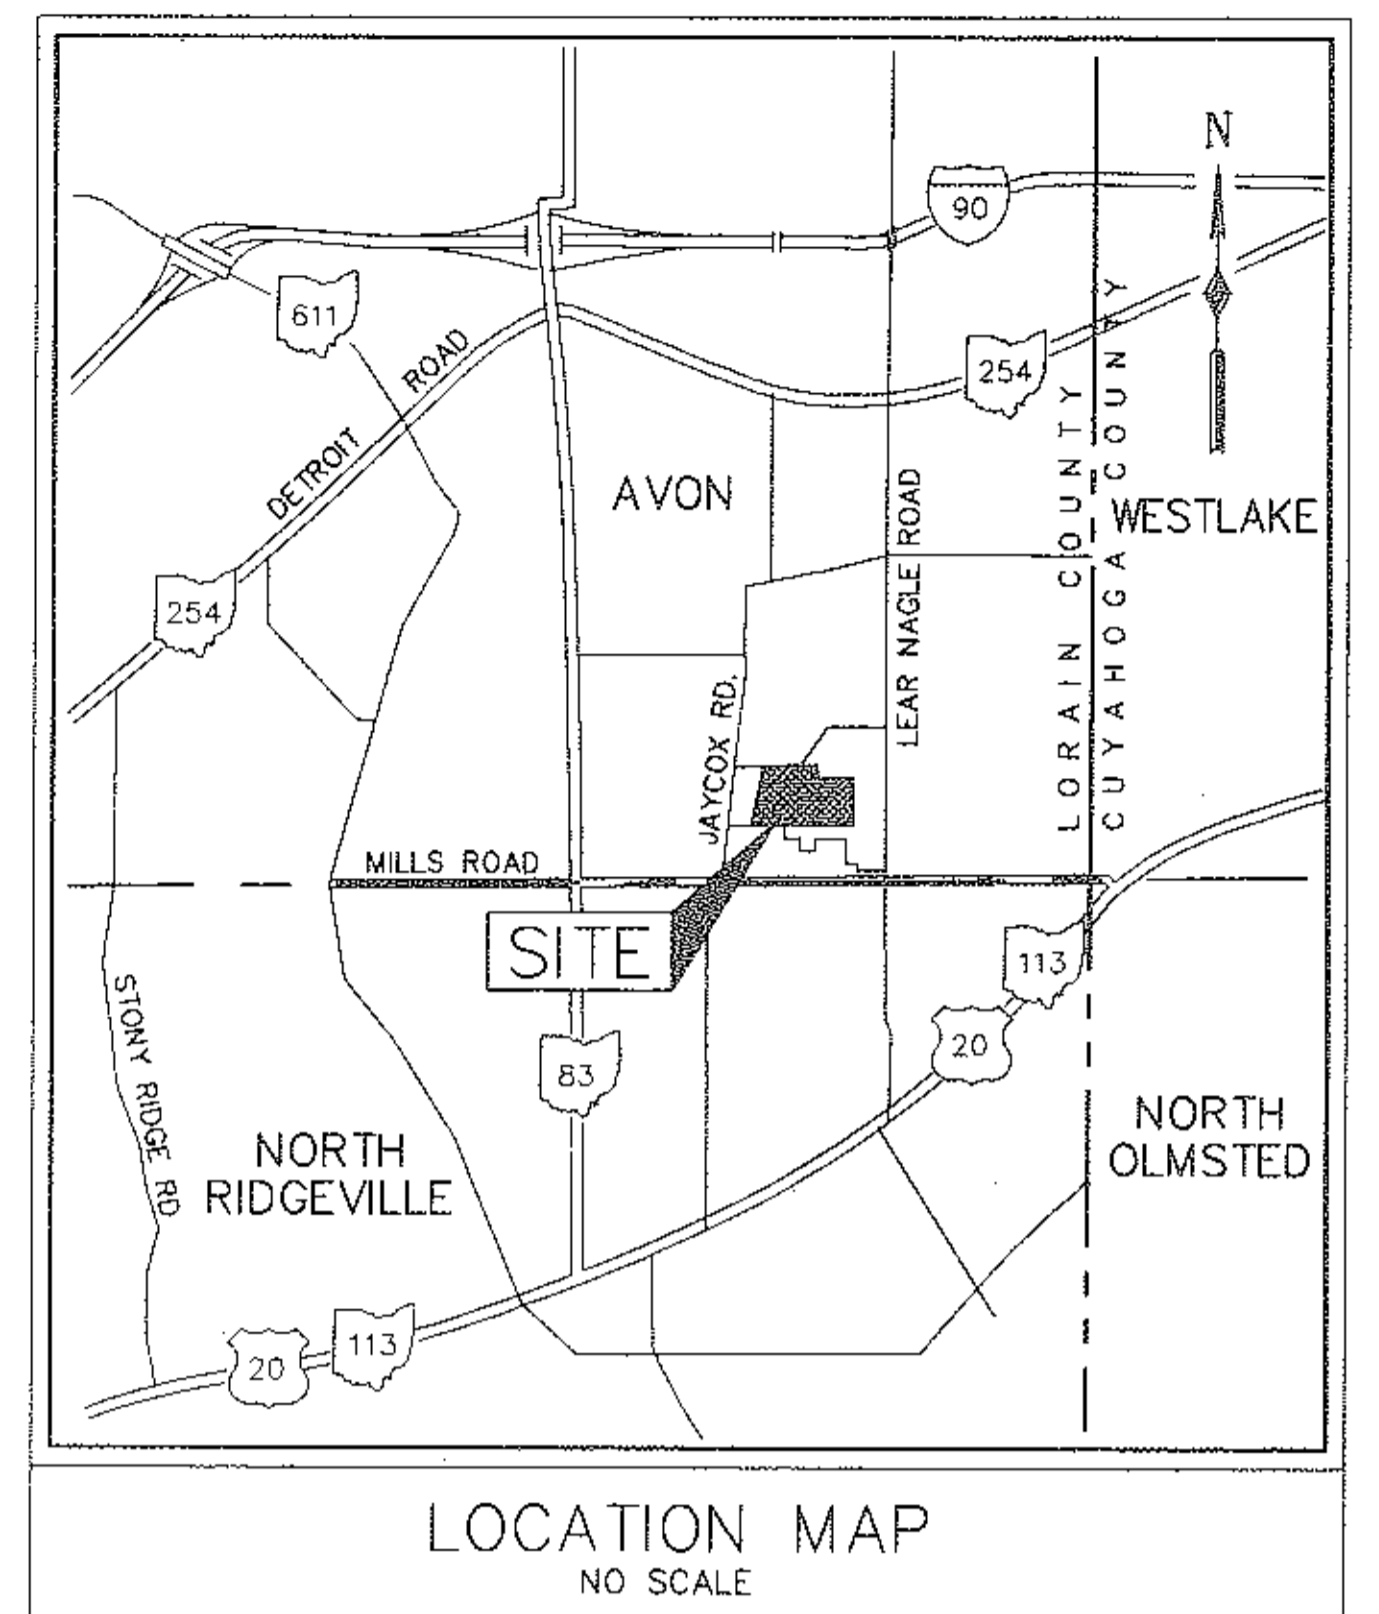 N
90
611
254
DETROIT ROAD
AVON
WESTLAKE
254
LEAR NAGLE ROAD
LORAIN COUNTY
CUYAHOGA COUNTY
JAYCOX RD.
MILLS ROAD
SITE
113
20
83
STONY RIDGE RD
NORTH
RIDGEVILLE
NORTH
OLMSTED
113
20
LOCATION MAP
NO SCALE